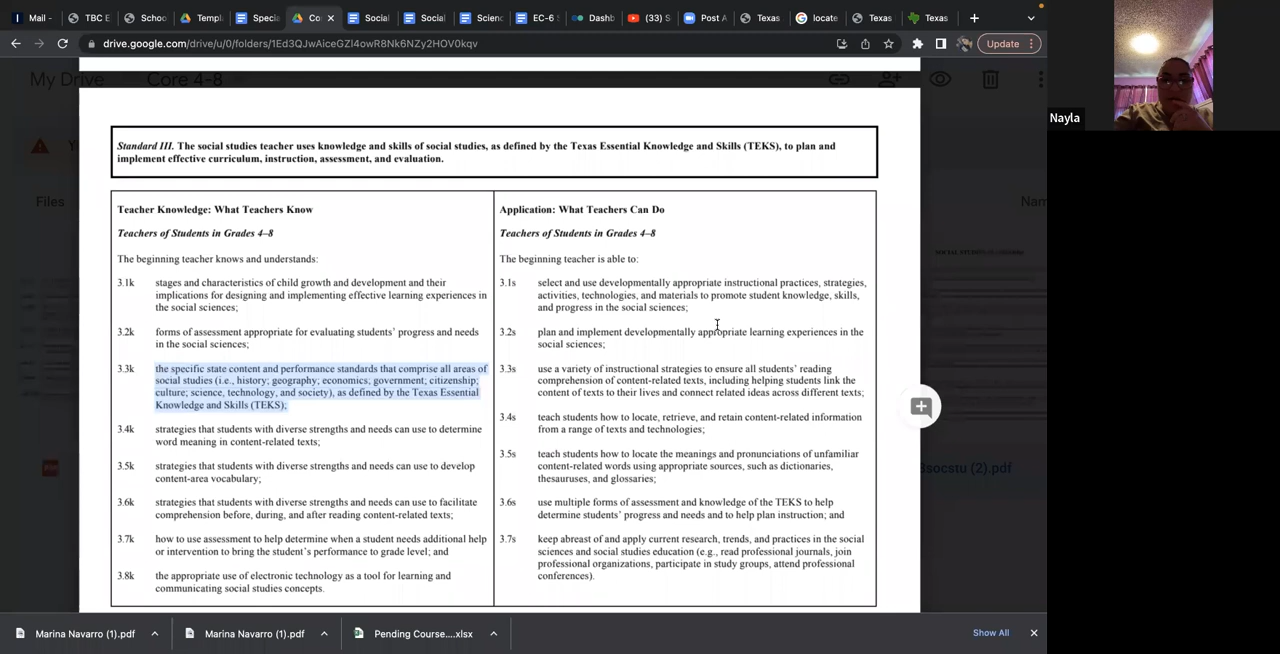 Mail -
TBC E
Schoo
Templ
Specia
Co
Social
Social
Scienc
EC-6 S
Dashb
(33) S
Post A
Texas
locate
Texas
Texas
drive.google.com/drive/u/0/folders/1Ed3QJwAiceGZl4owR8Nk6NZy2HOV0kqv
Update
My Drive
Core 4-8
Files
Nam
Standard III. The social studies teacher uses knowledge and skills of social studies, as defined by the Texas Essential Knowledge and Skills (TEKS), to plan and
implement effective curriculum, instruction, assessment, and evaluation.
Teacher Knowledge: What Teachers Know
Teachers of Students in Grades 4–8
The beginning teacher knows and understands:
3.1k stages and characteristics of child growth and development and their
implications for designing and implementing effective learning experiences in
the social sciences;
3.2k forms of assessment appropriate for evaluating students' progress and needs
in the social sciences;
3.3k the specific state content and performance standards that comprise all areas of
social studies (i.e., history; geography; economics; government; citizenship;
culture; science, technology, and society), as defined by the Texas Essential
Knowledge and Skills (TEKS);
3.4k strategies that students with diverse strengths and needs can use to determine
word meaning in content-related texts;
3.5k strategies that students with diverse strengths and needs can use to develop
content-area vocabulary;
3.6k strategies that students with diverse strengths and needs can use to facilitate
comprehension before, during, and after reading content-related texts;
3.7k how to use assessment to help determine when a student needs additional help
or intervention to bring the student's performance to grade level; and
3.8k the appropriate use of electronic technology as a tool for learning and
communicating social studies concepts.
Application: What Teachers Can Do
Teachers of Students in Grades 4–8
The beginning teacher is able to:
3.1s select and use developmentally appropriate instructional practices, strategies,
activities, technologies, and materials to promote student knowledge, skills,
and progress in the social sciences;
3.2s plan and implement developmentally appropriate learning experiences in the
social sciences;
3.3s use a variety of instructional strategies to ensure all students' reading
comprehension of content-related texts, including helping students link the
content of texts to their lives and connect related ideas across different texts;
3.4s teach students how to locate, retrieve, and retain content-related information
from a range of texts and technologies;
3.5s teach students how to locate the meanings and pronunciations of unfamiliar
content-related words using appropriate sources, such as dictionaries,
thesauruses, and glossaries;
3.6s use multiple forms of assessment and knowledge of the TEKS to help
determine students' progress and needs and to help plan instruction; and
3.7s keep abreast of and apply current research, trends, and practices in the social
sciences and social studies education (e.g., read professional journals, join
professional organizations, participate in study groups, attend professional
conferences).
8socstu (2).pdf
Marina Navarro (1).pdf
Marina Navarro (1).pdf
Pending Course....xlsx
Show All
Nayla